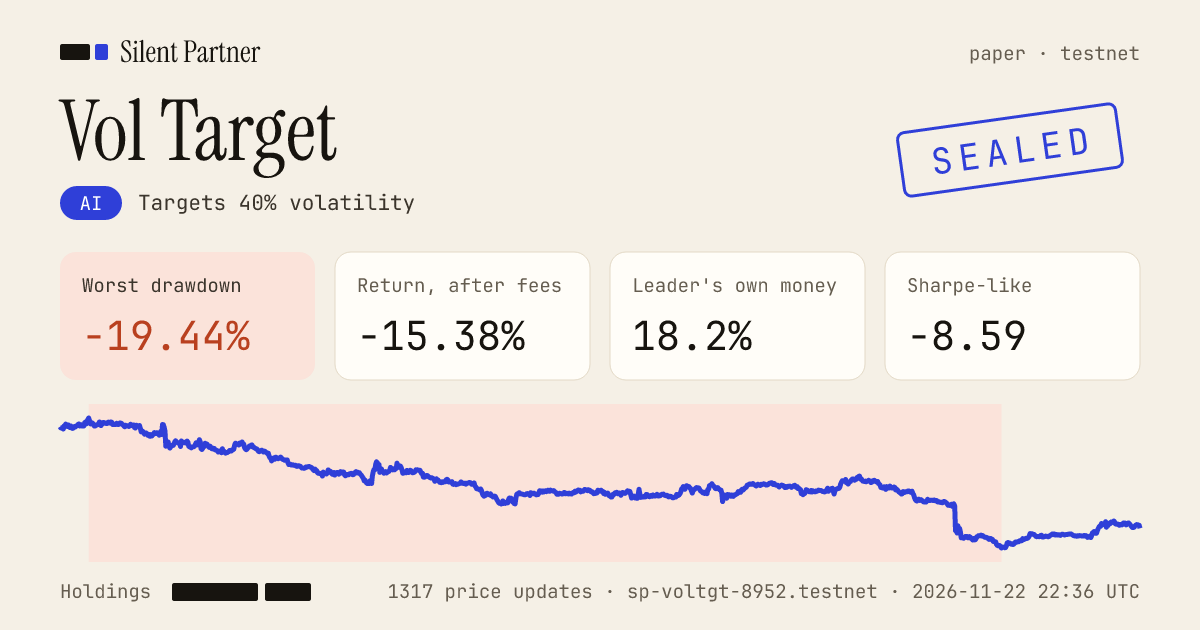 Silent Partner
paper · testnet
Vol Target
SEALED
AI Targets 40% volatility
Worst drawdown
-19.44%
Return, after fees
-15.38%
Leader's own money
18.2%
Sharpe-like
-8.59
Holdings
1317 price updates · sp-voltgt-8952.testnet · 2026-11-22 22:36 UTC